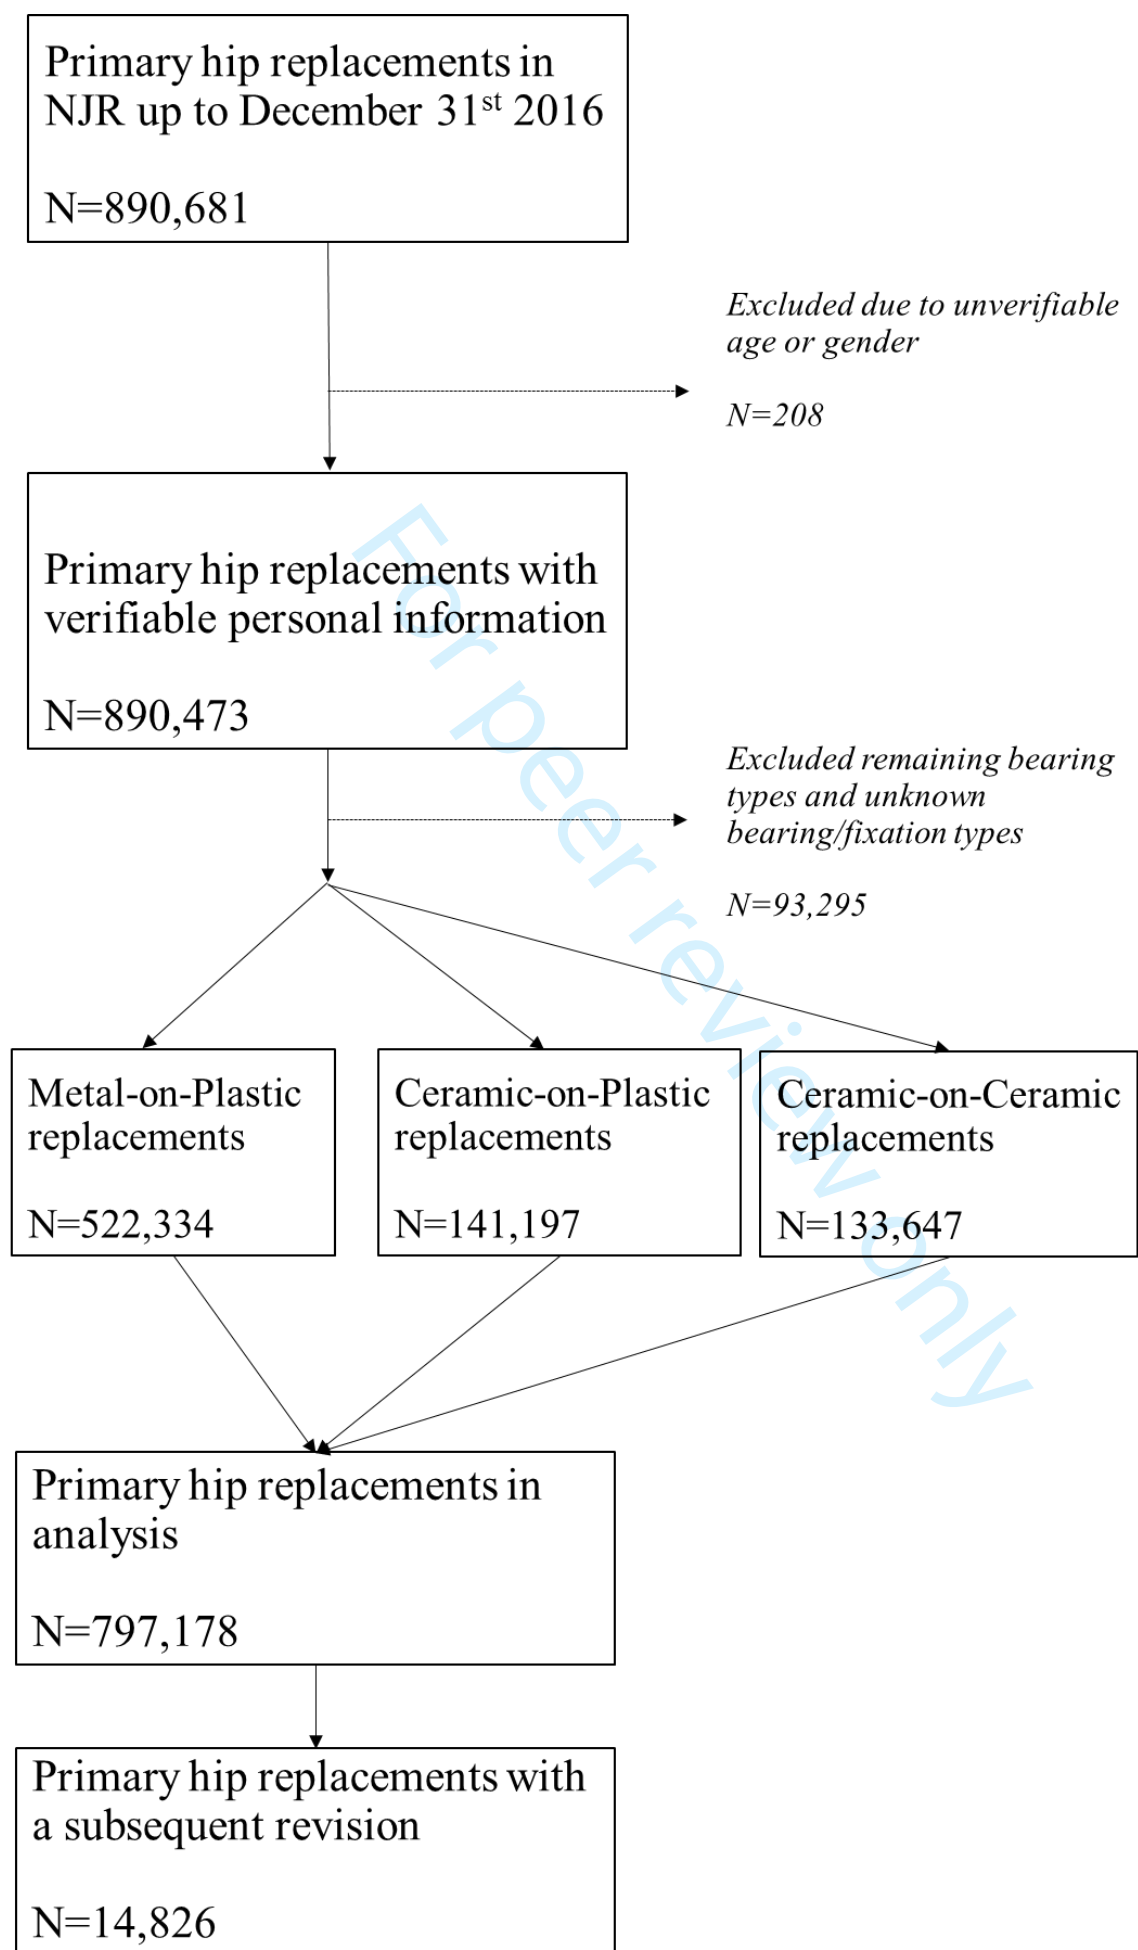 Primary hip replacements in
NJR up to December 31st 2016
N=890,681
Excluded due to unverifiable
age or gender
N=208
Primary hip replacements with
verifiable personal information
N=890,473
Excluded remaining bearing
types and unknown
bearing/fixation types
N=93,295
Metal-on-Plastic
replacements
N=522,334
Ceramic-on-Plastic
replacements
N=141,197
Ceramic-on-Ceramic
replacements
N=133,647
Primary hip replacements in
analysis
N=797,178
Primary hip replacements with
a subsequent revision
N=14,826
For peer review only